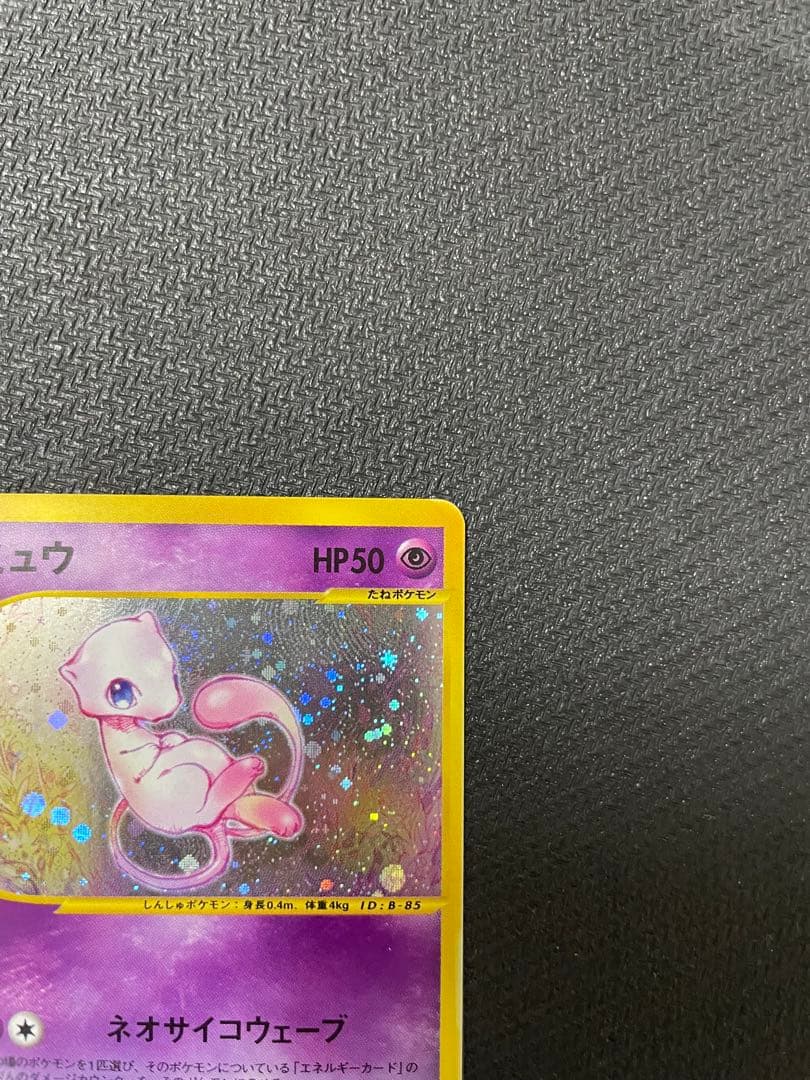 ュウ HP50
たねポケモン
しんしゅポケモン：身長0.4m、体重4kg ID:B-85
ネオサイコウェーブ
場のポケモンを1匹選び、そのポケモンについている「エネルギーカード」の